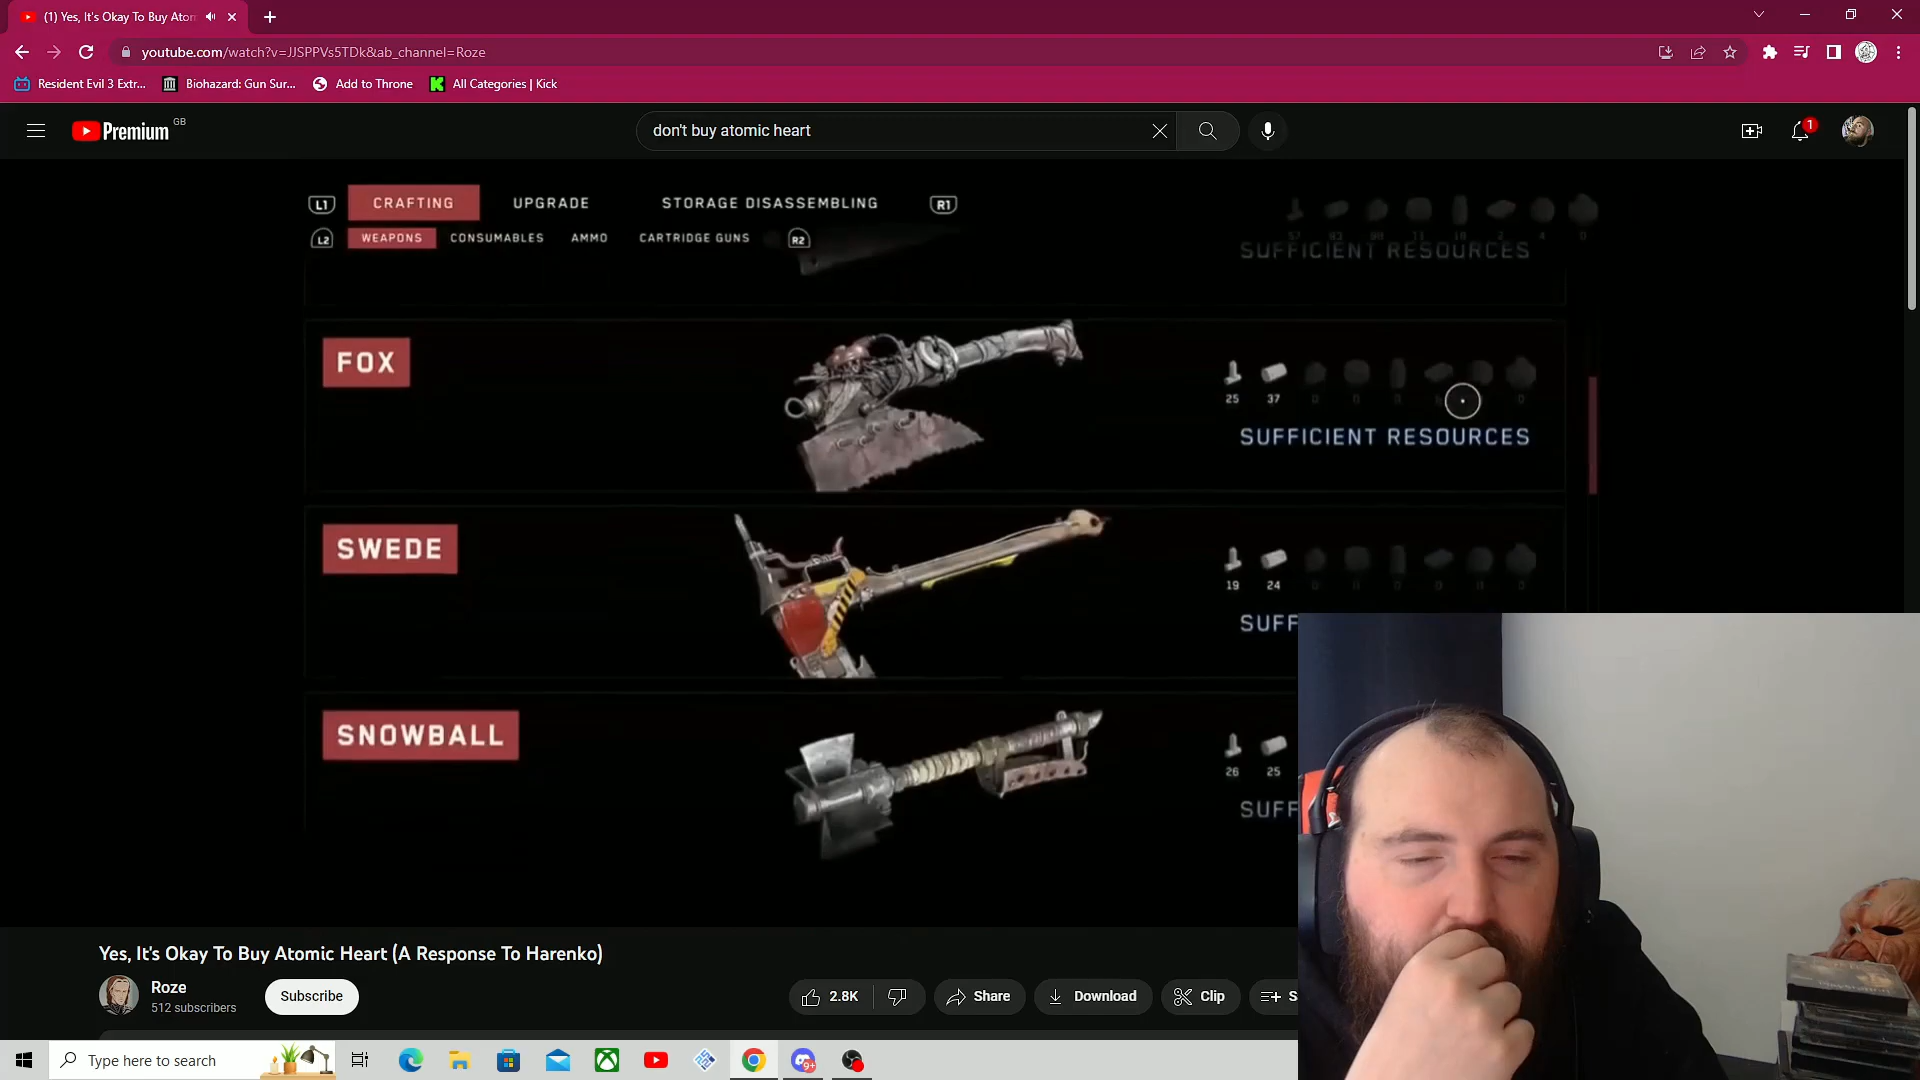 (1) Yes, It's Okay To Buy Aton
youtube.com/watch?v=JJSPPVs5TDk&ab_channel=Roze
Resident Evil 3 Extr... Biohazard: Gun Sur... Add to Throne All Categories | Kick
Premium GB
don't buy atomic heart
1
L1 CRAFTING UPGRADE STORAGE DISASSEMBLING R1
L2 WEAPONS CONSUMABLES AMMO CARTRIDGE GUNS R2
SUFFICIENT RESOURCES
FOX
25 37
SUFFICIENT RESOURCES
SWEDE
19 24
SUFF
SNOWBALL
26 25
SUFF
Yes, It's Okay To Buy Atomic Heart (A Response To Harenko)
Roze
512 subscribers
Subscribe
2.8K Share Download Clip S
Type here to search
9+